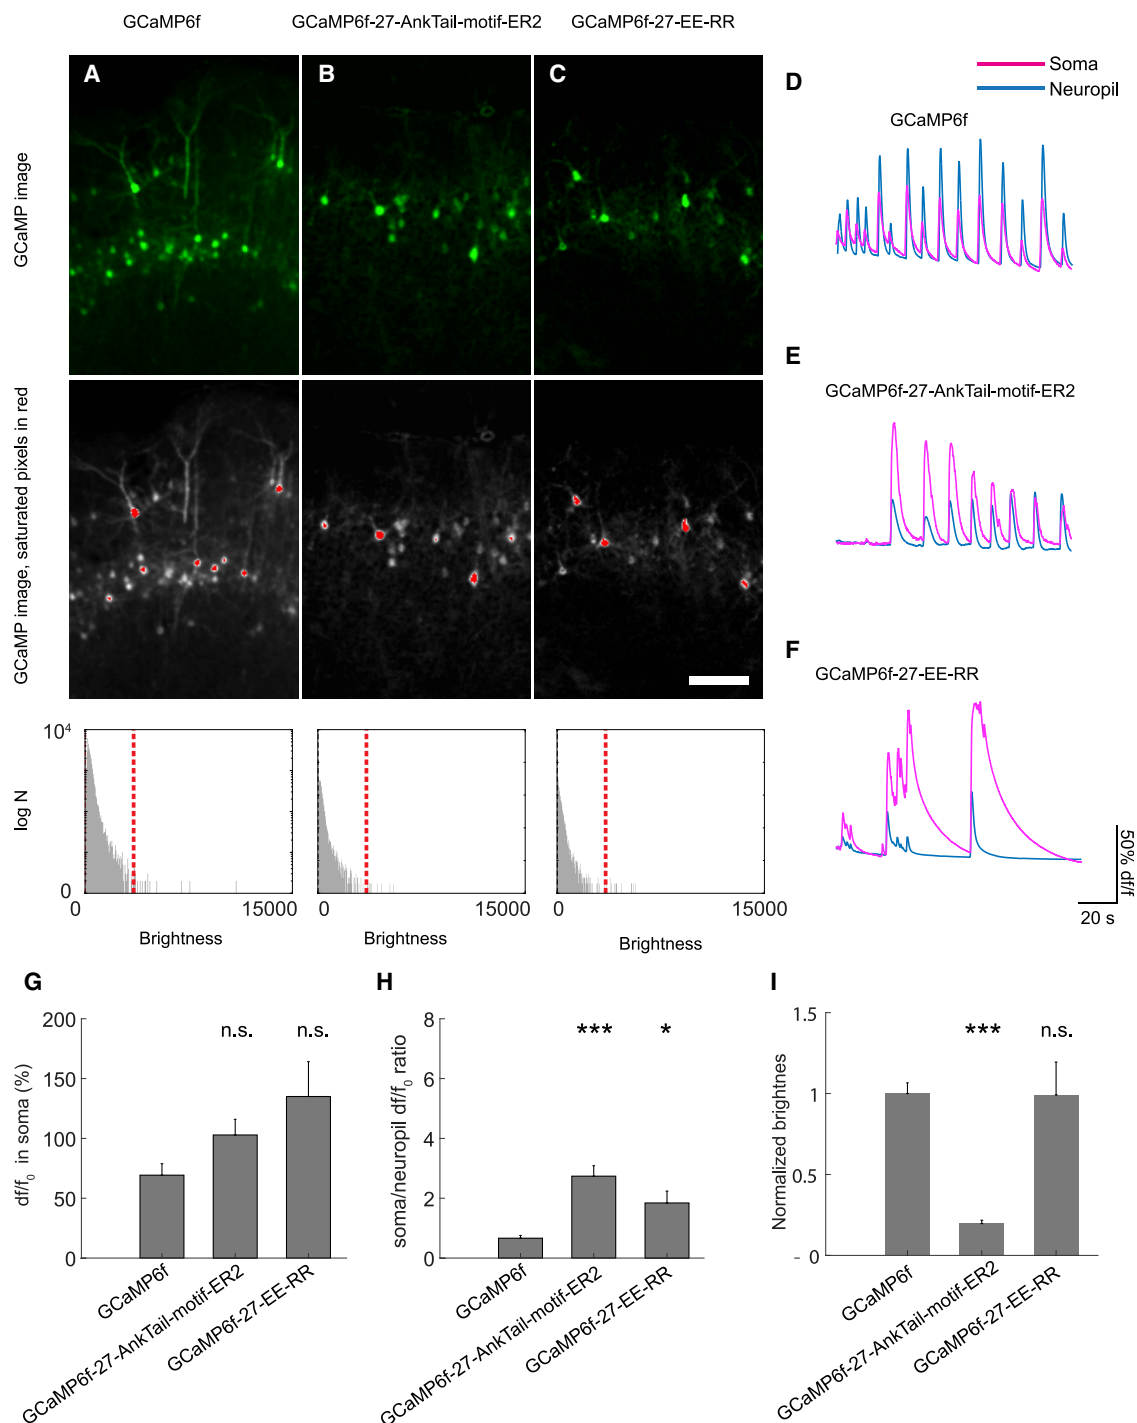 GCaMP6f
GCaMP6f-27-AnkTail-motif-ER2
GCaMP6f-27-EE-RR
GCaMP image
A
B
C
GCaMP image, saturated pixels in red
log N
10⁴
0
0
15000
Brightness
0
15000
Brightness
0
15000
Brightness
D
Soma
Neuropil
GCaMP6f
E
GCaMP6f-27-AnkTail-motif-ER2
F
GCaMP6f-27-EE-RR
50% df/f
20 s
G
df/f₀ in soma (%)
200
150
100
50
0
n.s.
n.s.
GCaMP6f
GCaMP6f-27-AnkTail-motif-ER2
GCaMP6f-27-EE-RR
H
soma/neuropil df/f₀ ratio
8
6
4
2
0
***
*
GCaMP6f
GCaMP6f-27-AnkTail-motif-ER2
GCaMP6f-27-EE-RR
I
Normalized brightnes
1.5
1
0.5
- 0
***
n.s.
GCaMP6f
GCaMP6f-27-AnkTail-motif-ER2
GCaMP6f-27-EE-RR